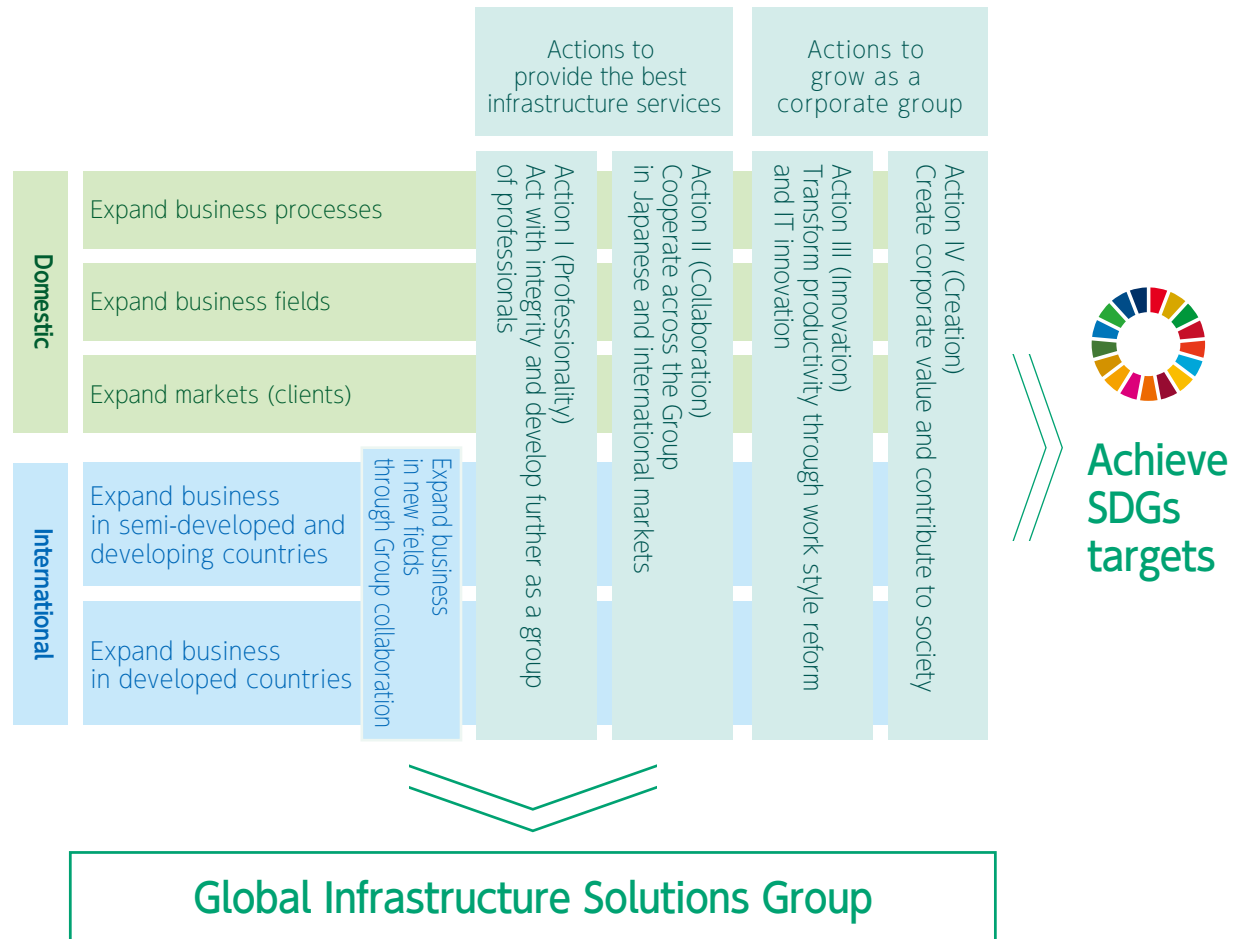 Actions to
provide the best
infrastructure services
Actions to
grow as a
corporate group
Domestic
Expand business processes
Expand business fields
Expand markets (clients)
International
Expand business
in semi-developed and
developing countries
Expand business
in developed countries
Expand business
in new fields
through Group collaboration
Action I (Professionality)
Act with integrity and develop further as a group
of professionals
Action II (Collaboration)
Cooperate across the Group
in Japanese and international markets
Action III (Innovation)
Transform productivity through work style reform
and IT innovation
Action IV (Creation)
Create corporate value and contribute to society
Achieve
SDGs
targets
Global Infrastructure Solutions Group